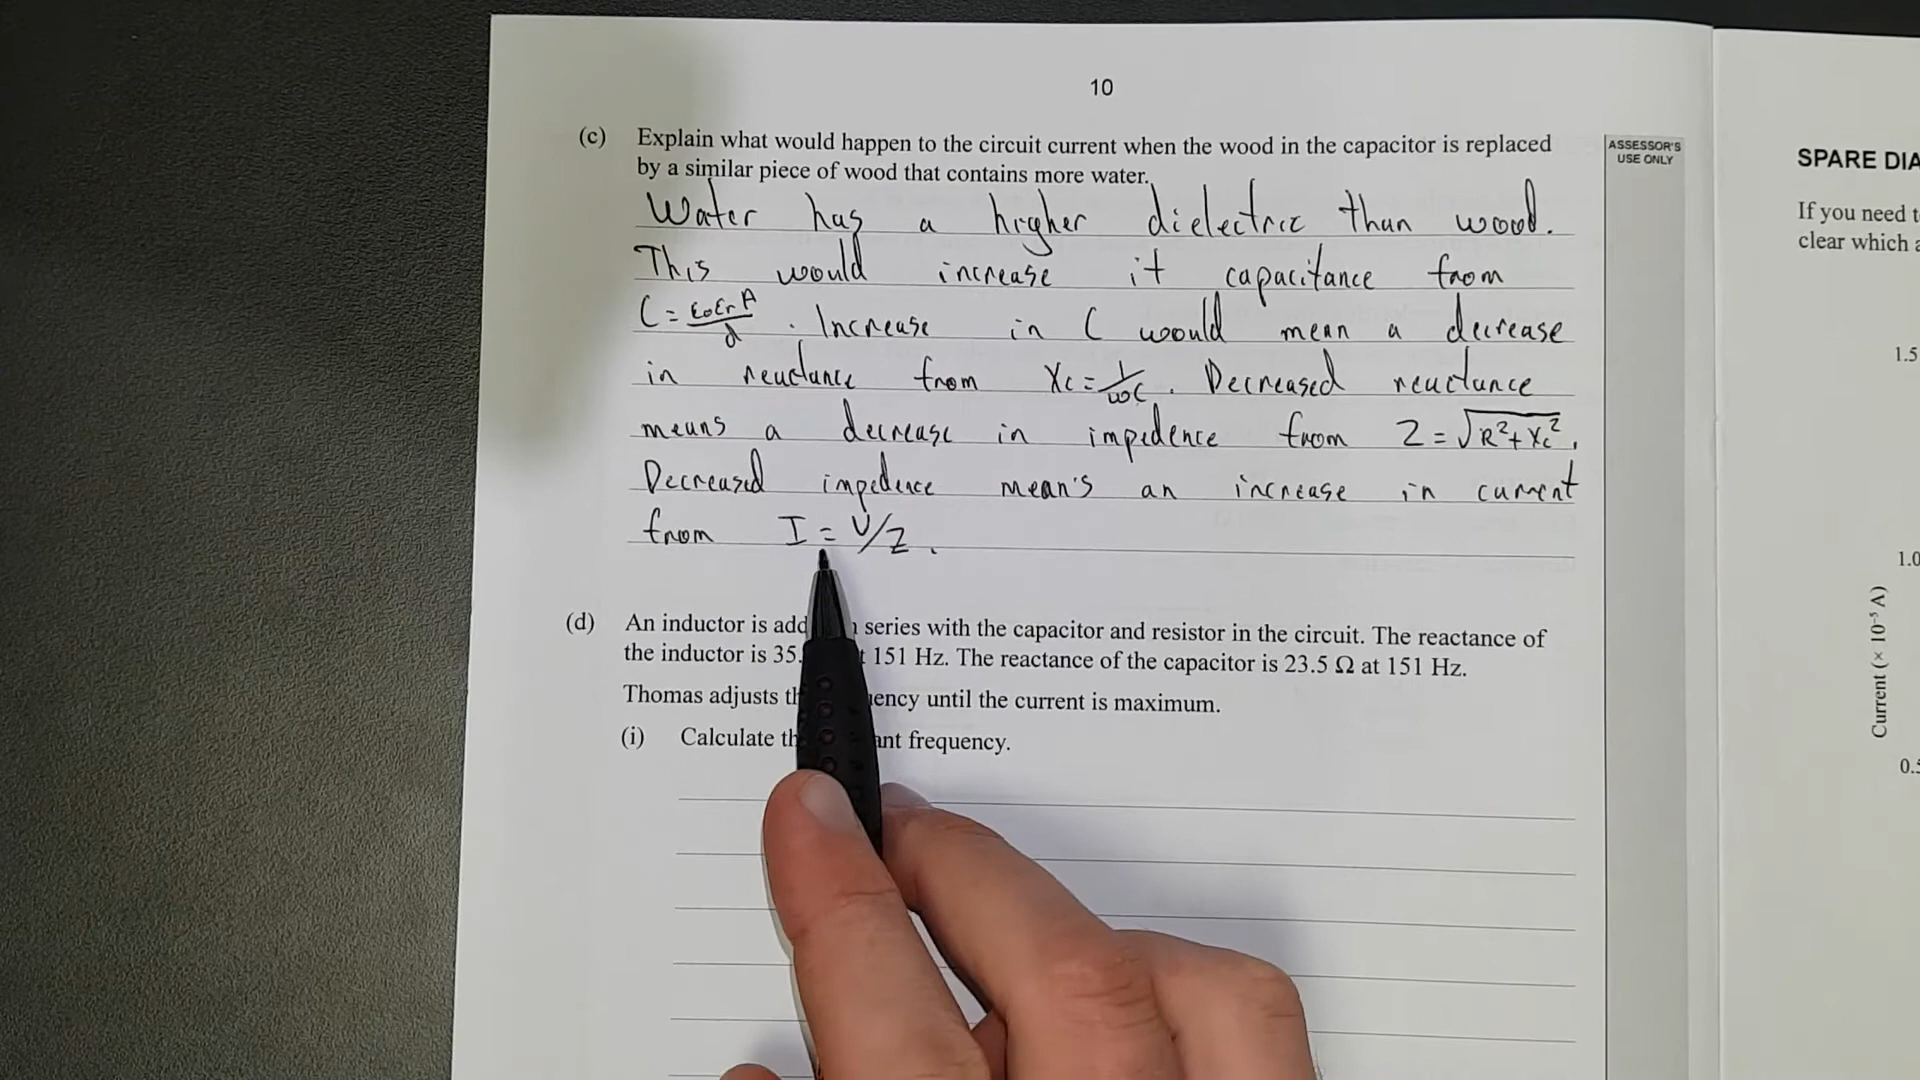 10
(c) Explain what would happen to the circuit current when the wood in the capacitor is replaced
by a similar piece of wood that contains more water.
Water has a higher dielectric than wood.
This would increase it capacitance from
C = ε₀εrA/d . Increase in C would mean a decrease
in reactance from Xc = 1/ωC . Decreased reactance
means a decrease in impedence from Z = √R²+Xc² .
Decreased impedence mean's an increase in current
from I = V/Z .
(d) An inductor is series with the capacitor and resistor in the circuit. The reactance of
the inductor is 35. 151 Hz. The reactance of the capacitor is 23.5 Ω at 151 Hz.
Thomas adjusts until the current is maximum.
(i) Calculate frequency.
ASSESSOR'S
USE ONLY
SPARE DIA
If you need t
clear which a
1.5
1.0
Current (× 10⁻⁵ A)
0.5